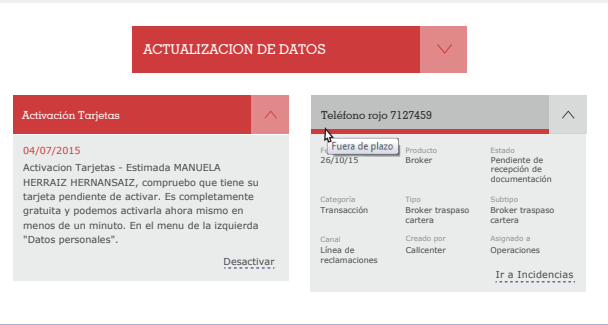 ACTUALIZACION DE DATOS
Activación Tarjetas
04/07/2015
Activacion Tarjetas - Estimada MANUELA
HERRAIZ HERNANSAIZ, compruebo que tiene su
tarjeta pendiente de activar. Es completamente
gratuita y podemos activarla ahora mismo en
menos de un minuto. En el menu de la izquierda
"Datos personales".
Desactivar
Teléfono rojo 7127459
Fuera de plazo
26/10/15
Producto
Broker
Estado
Pendiente de
recepción de
documentación
Categoría
Transacción
Tipo
Broker traspaso
cartera
Subtipo
Broker traspaso
cartera
Canal
Línea de
reclamaciones
Creado por
Callcenter
Asignado a
Operaciones
Ir a Incidencias